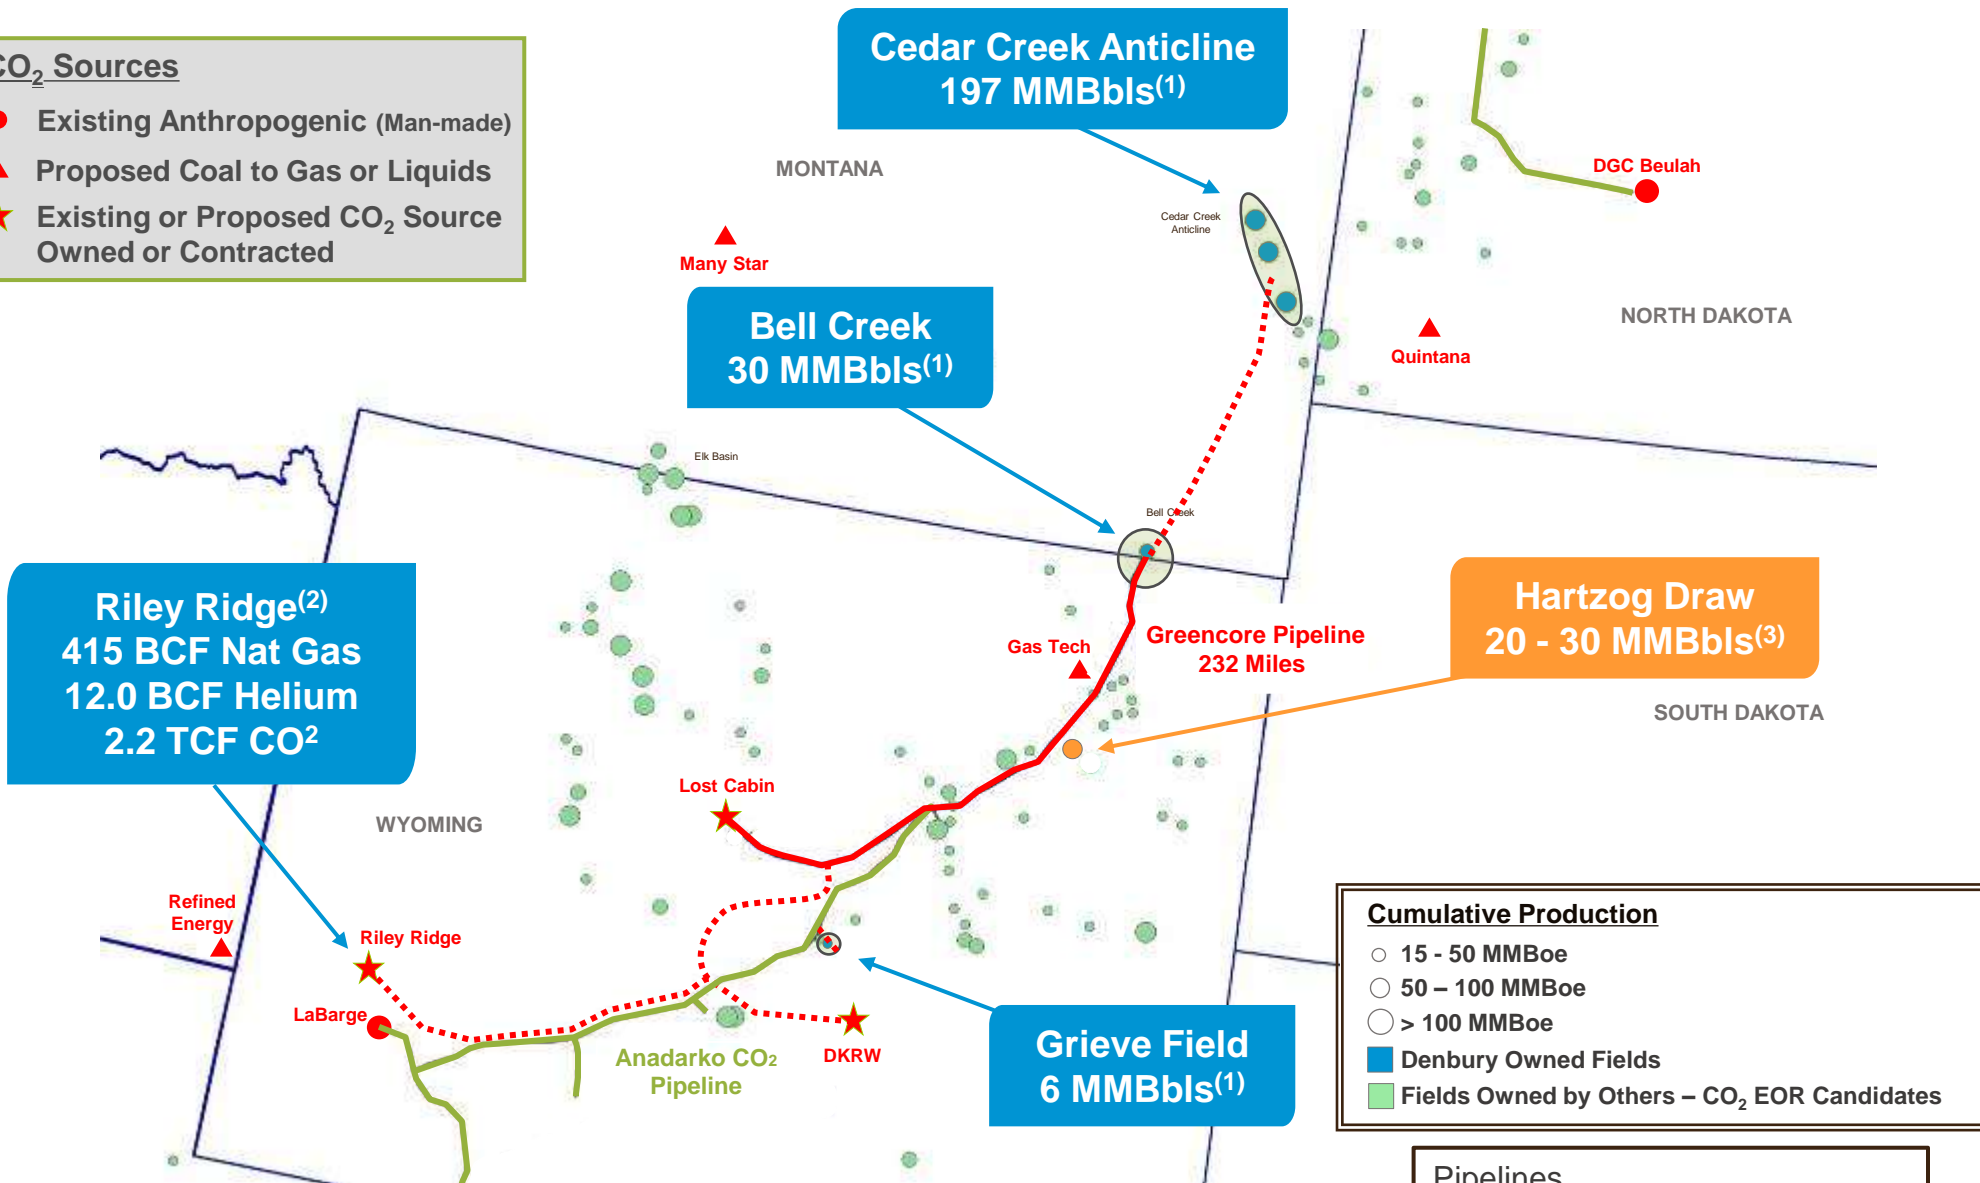 CO2 Sources
Existing Anthropogenic (Man-made)
Proposed Coal to Gas or Liquids
Existing or Proposed CO2 Source
Owned or Contracted
Cedar Creek Anticline
197 MMBbls(1)
MONTANA
DGC Beulah
Cedar Creek
Anticline
Many Star
NORTH DAKOTA
Quintana
Bell Creek
30 MMBbls(1)
Elk Basin
Bell Creek
Riley Ridge(2)
415 BCF Nat Gas
12.0 BCF Helium
2.2 TCF CO2
Hartzog Draw
20 - 30 MMBbls(3)
Gas Tech
Greencore Pipeline
232 Miles
SOUTH DAKOTA
Lost Cabin
WYOMING
Refined
Energy
Riley Ridge
LaBarge
Anadarko CO2
Pipeline
DKRW
Grieve Field
6 MMBbls(1)
Cumulative Production
15 - 50 MMBoe
50 – 100 MMBoe
> 100 MMBoe
Denbury Owned Fields
Fields Owned by Others – CO2 EOR Candidates
Pipelines